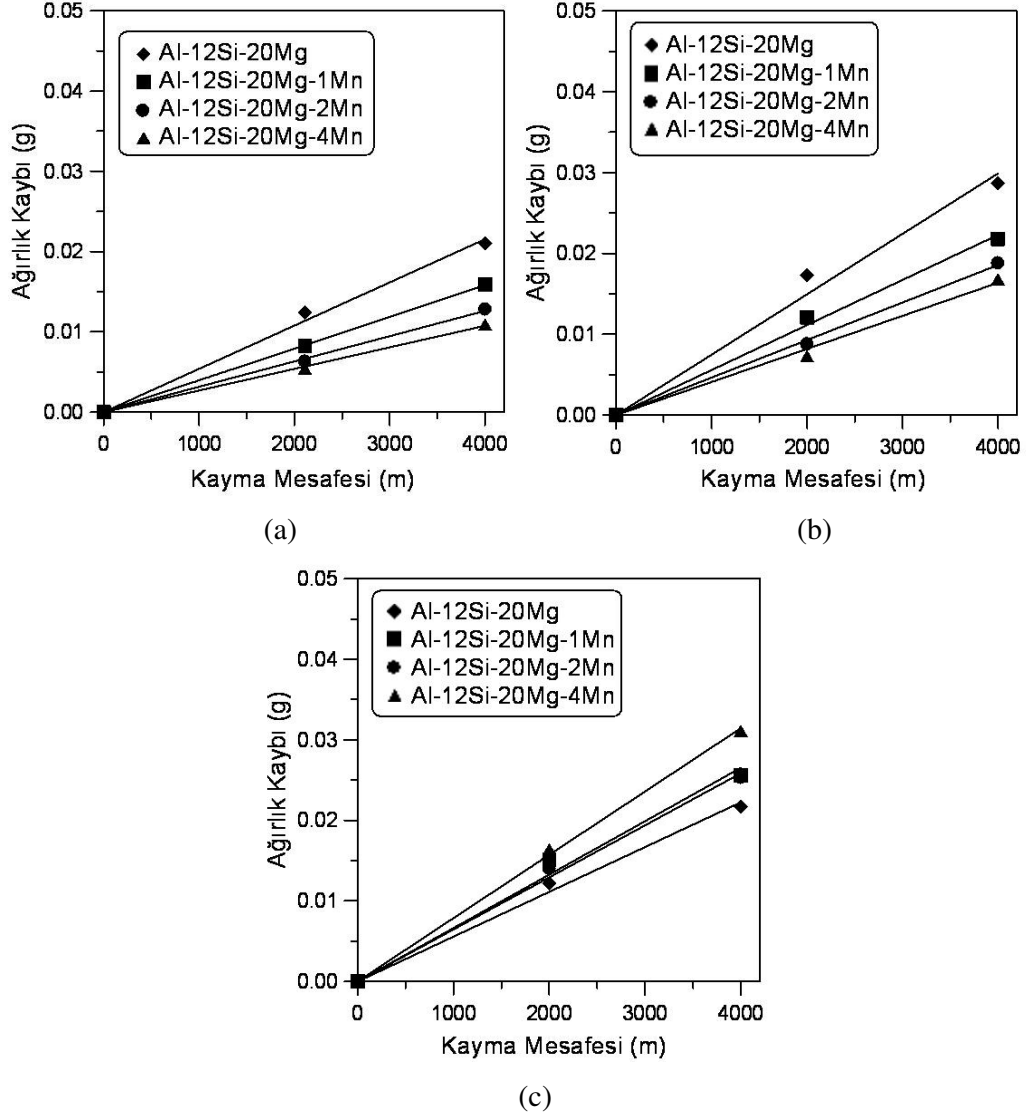 0.05
0.04
0.03
0.02
0.01
0.00
Ağırlık Kaybı (g)
Al-12Si-20Mg
Al-12Si-20Mg-1Mn
Al-12Si-20Mg-2Mn
Al-12Si-20Mg-4Mn
0 1000 2000 3000 4000
Kayma Mesafesi (m)
(a)
0.05
0.04
0.03
0.02
0.01
0.00
Ağırlık Kaybı (g)
Al-12Si-20Mg
Al-12Si-20Mg-1Mn
Al-12Si-20Mg-2Mn
Al-12Si-20Mg-4Mn
0 1000 2000 3000 4000
Kayma Mesafesi (m)
(b)
0.05
0.04
0.03
0.02
0.01
0.00
Ağırlık Kaybı (g)
Al-12Si-20Mg
Al-12Si-20Mg-1Mn
Al-12Si-20Mg-2Mn
Al-12Si-20Mg-4Mn
0 1000 2000 3000 4000
Kayma Mesafesi (m)
(c)